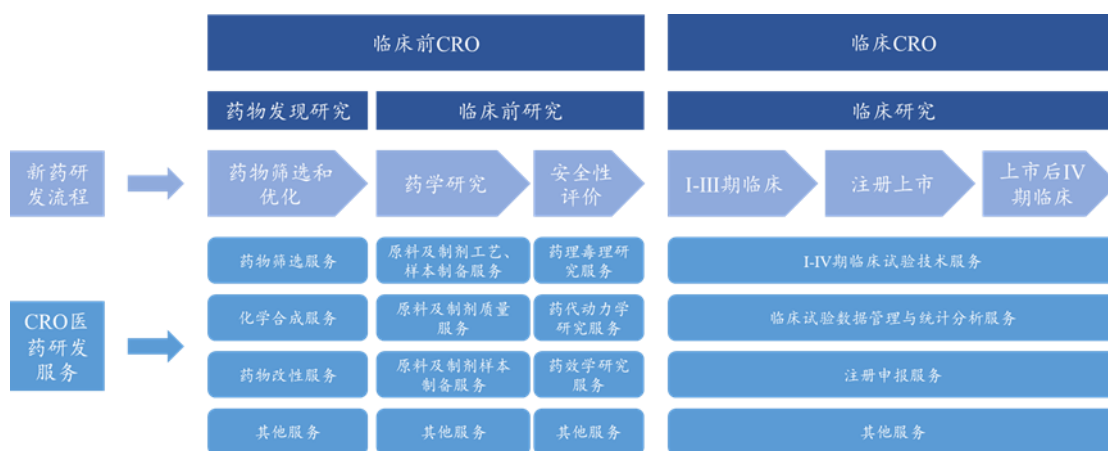 临床前CRO
临床CRO
药物发现研究
临床前研究
临床研究
新药研
发流程
药物筛选和
优化
药学研究
安全性
评价
I-III期临床
注册上市
上市后IV
期临床
CRO医
药研发
服务
药物筛选服务
原料及制剂工艺、
样本制备服务
药理毒理研
究服务
I-IV期临床试验技术服务
化学合成服务
原料及制剂质量
服务
药代动力学
研究服务
临床试验数据管理与统计分析服务
药物改性服务
原料及制剂样本
制备服务
药效学研究
服务
注册申报服务
其他服务
其他服务
其他服务
其他服务